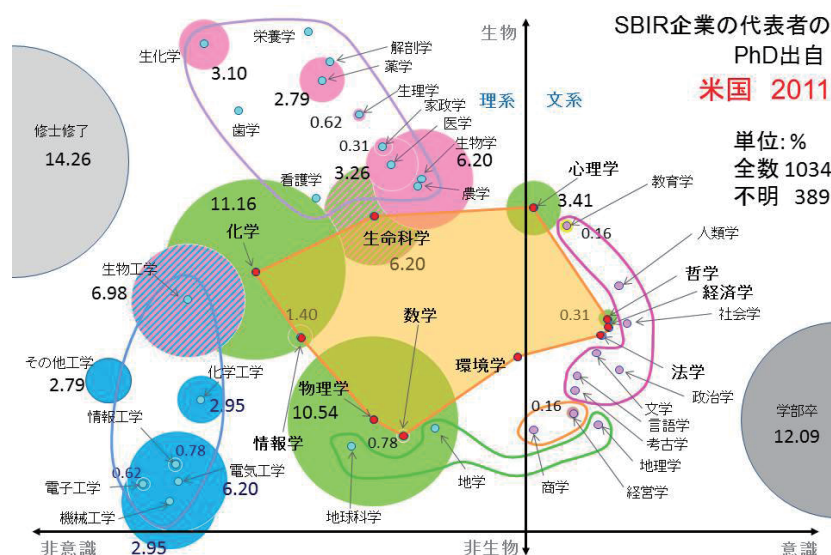 SBIR企業の代表者の
PhD出自
米国 2011
単位: %
全数 1034
不明 389
生物
理系
文系
非生物
非意識
意識
修士修了
14.26
学部卒
12.09
栄養学
生化学
3.10
解剖学
薬学
2.79
生理学
0.62
家政学
0.31
医学
3.26
生物学
6.20
歯学
看護学
農学
心理学
3.41
教育学
0.16
人類学
11.16
化学
生命科学
6.20
生物工学
6.98
哲学
経済学
0.31
社会学
1.40
数学
環境学
法学
その他工学
2.79
化学工学
2.95
物理学
10.54
文学
政治学
情報工学
0.78
情報学
0.78
0.16
言語学
考古学
地理学
0.62
電子工学
電気工学
6.20
機械工学
2.95
地球科学
地学
商学
経営学